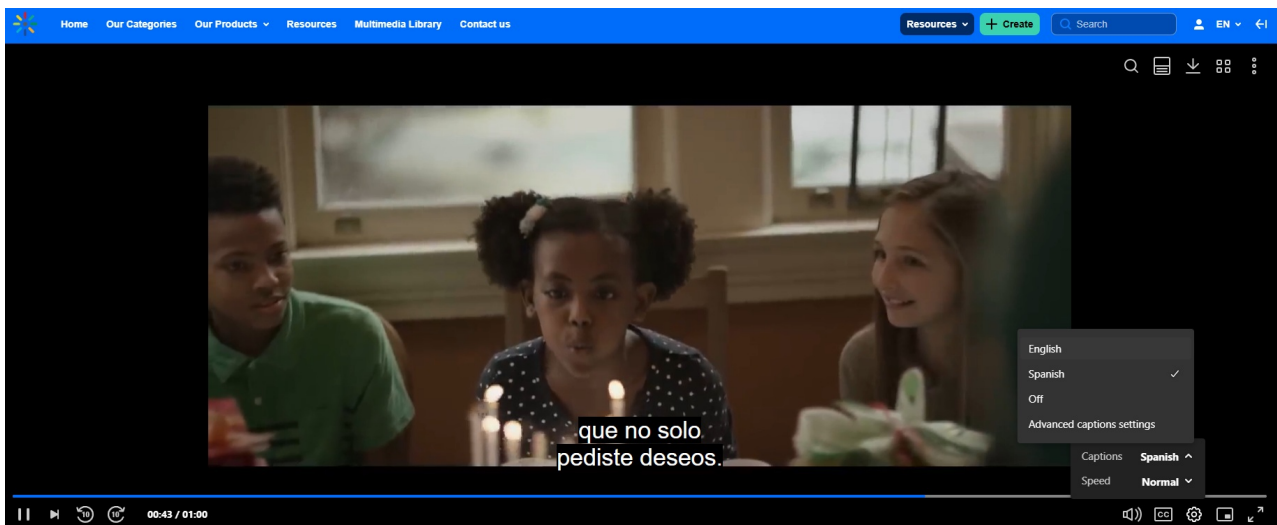 Home Our Categories Our Products Resources Multimedia Library Contact us Resources + Create Search EN
que no solo
pediste deseos.
English
Spanish
Off
Advanced captions settings
Captions Spanish
Speed Normal
10 10 00:43 / 01:00 CC